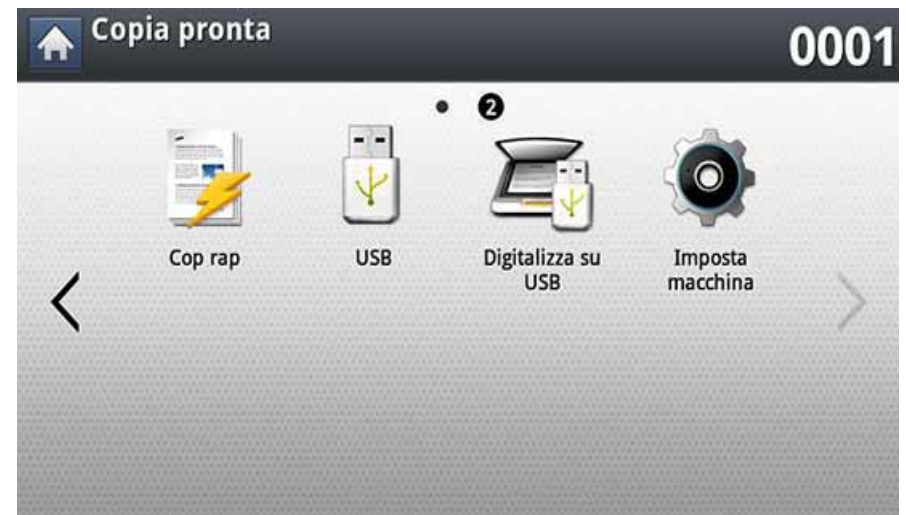 Copia pronta
0001
2
Cop rap
USB
Digitalizza su
USB
Imposta
macchina